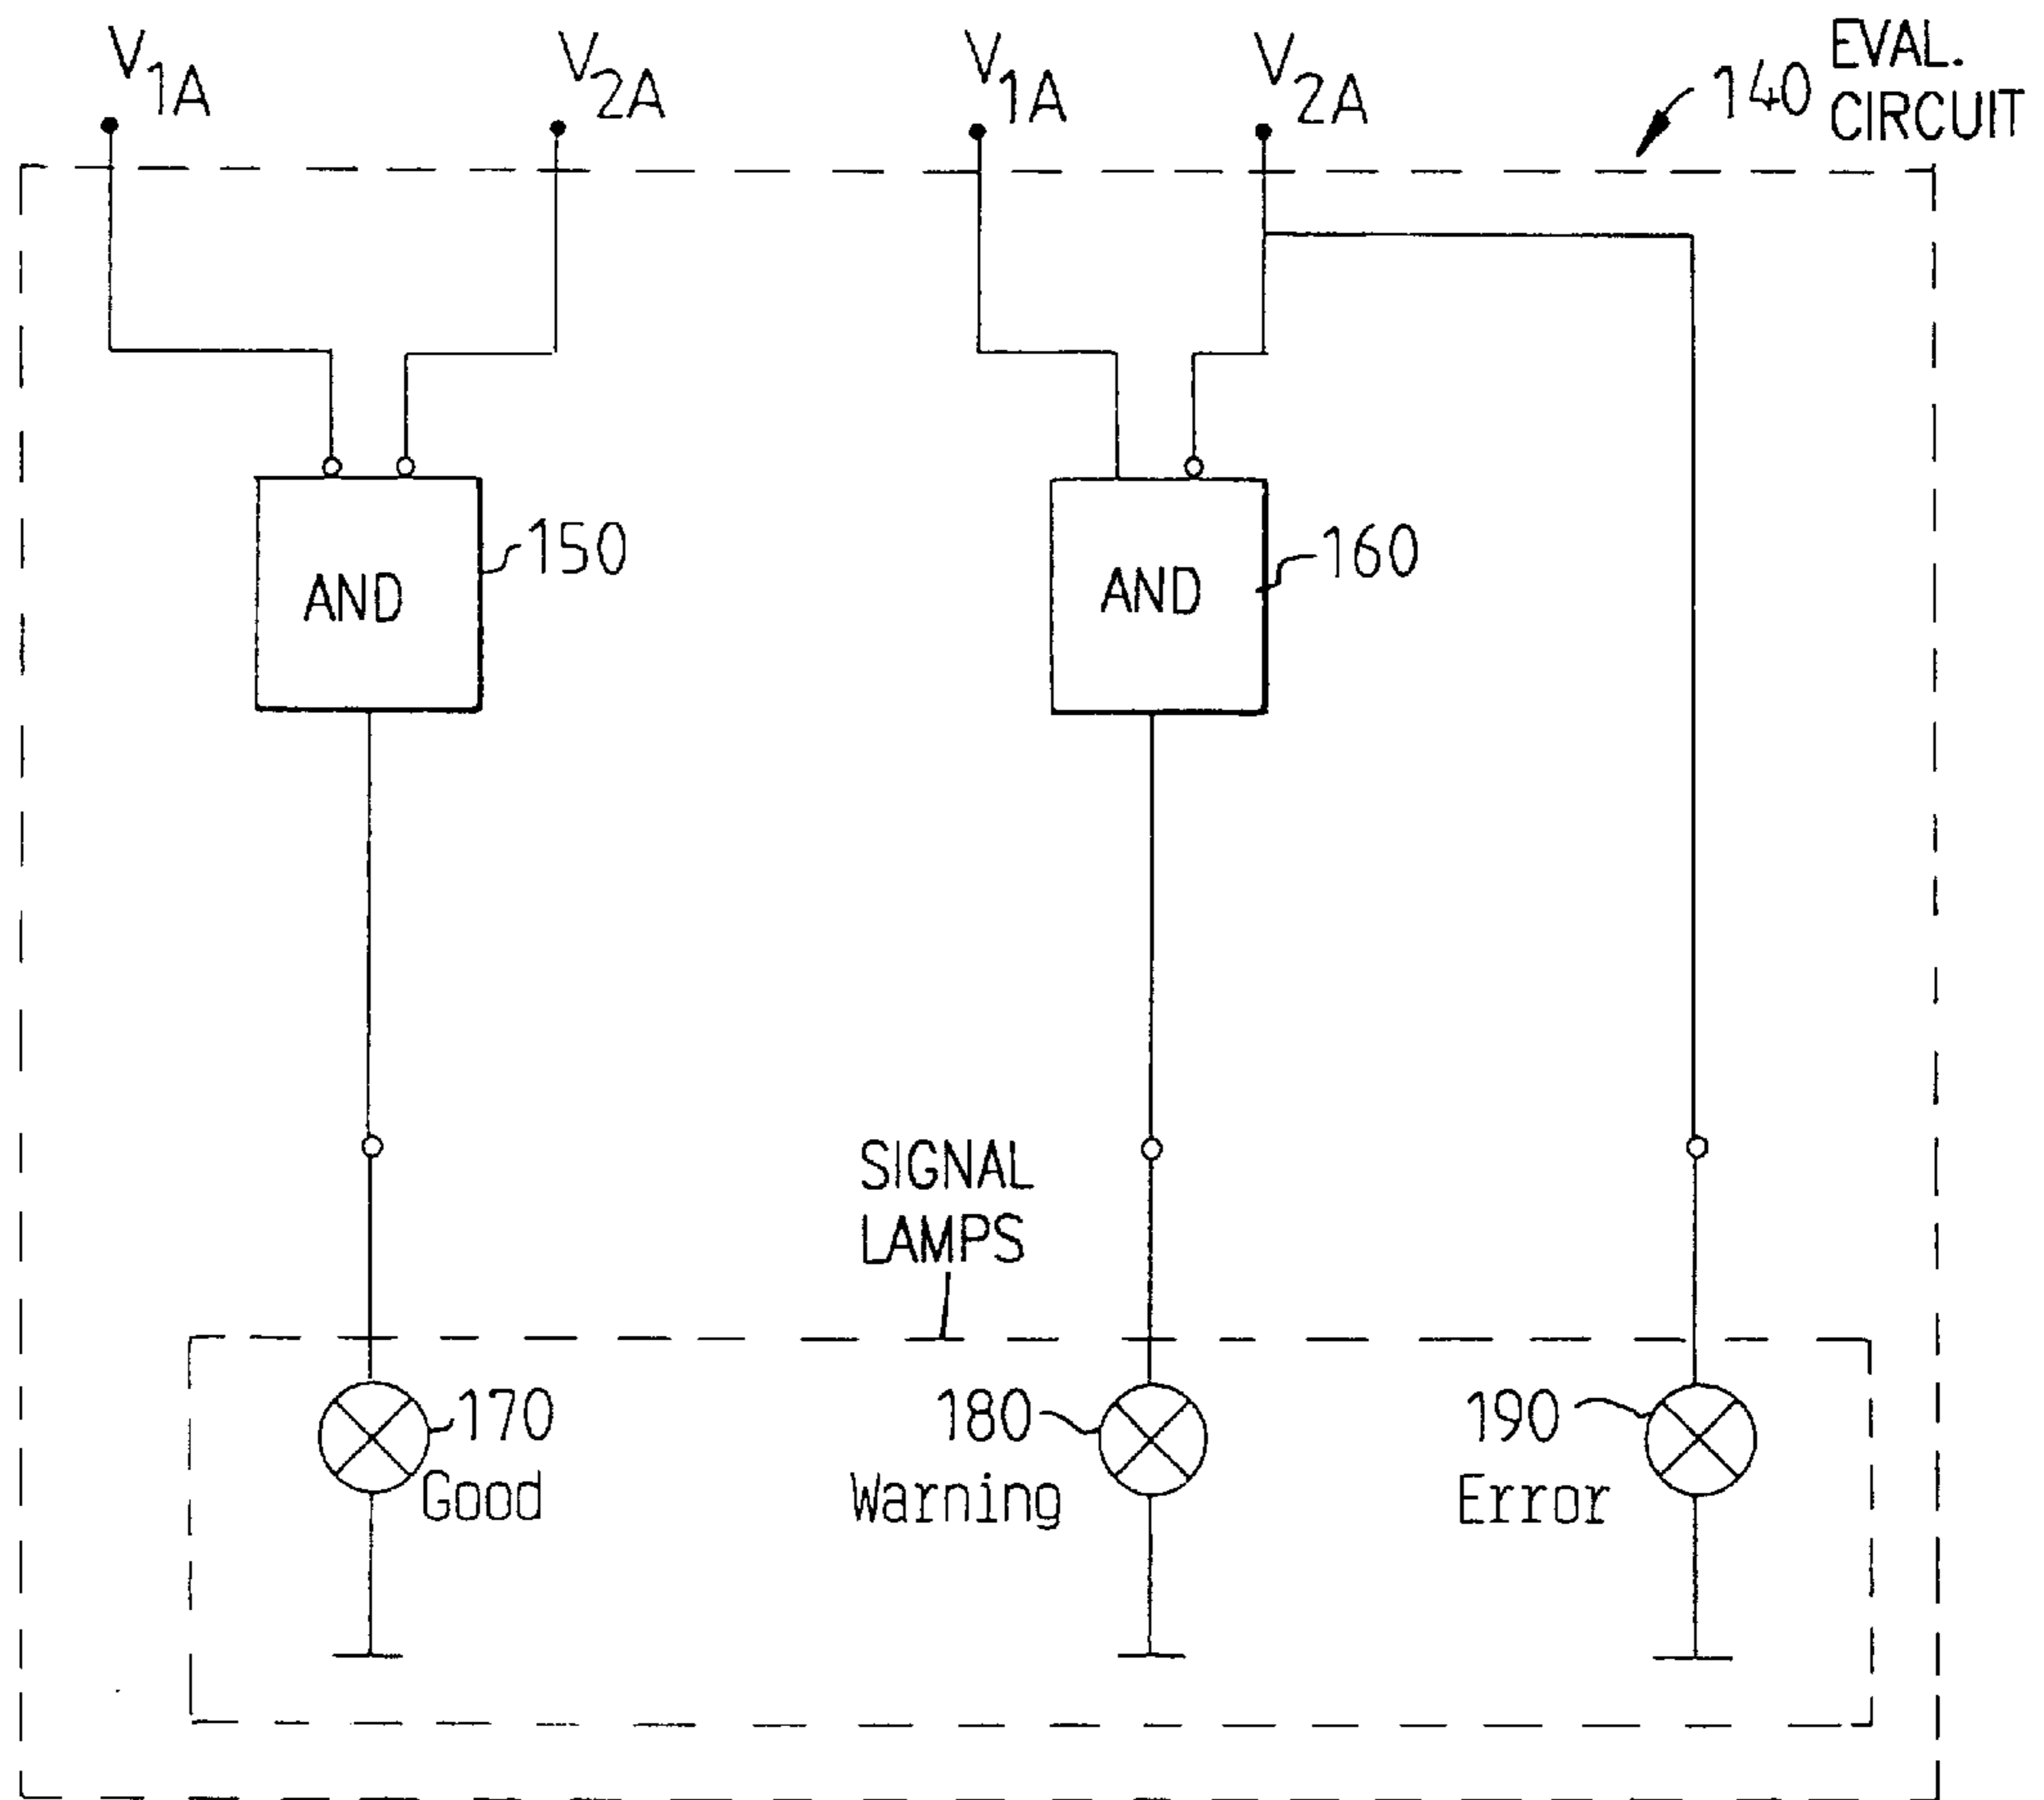 V1A
V2A
V1A
V2A
140
EVAL.
CIRCUIT
AND
150
AND
160
SIGNAL
LAMPS
170
Good
180
Warning
190
Error